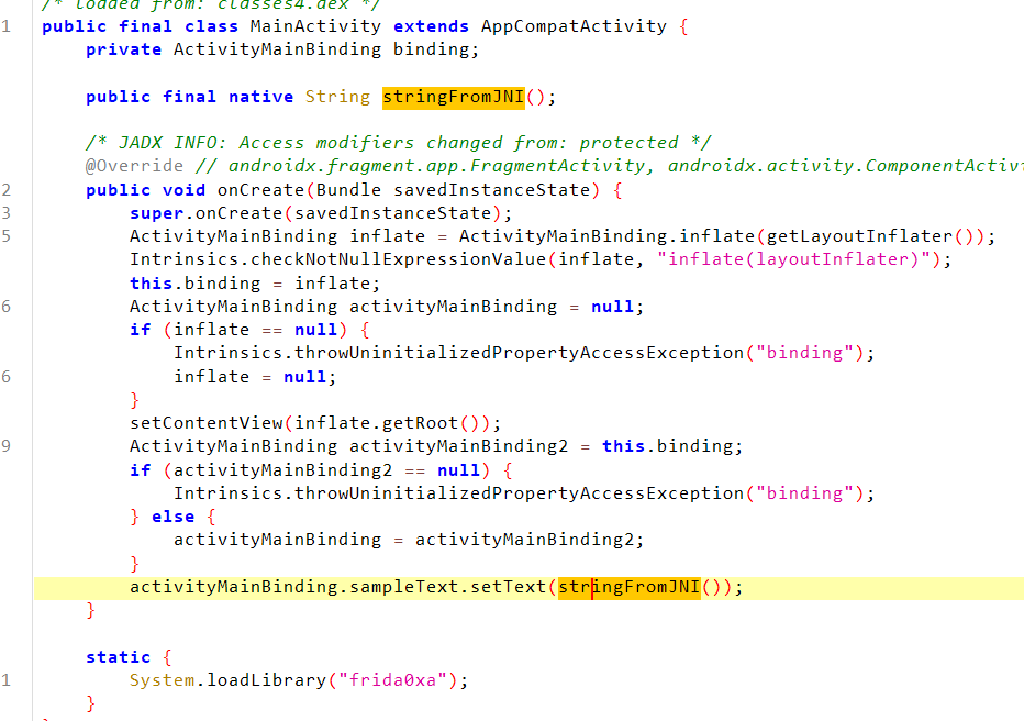 /* loaded from: classes4.dex */
1 public final class MainActivity extends AppCompatActivity {
private ActivityMainBinding binding;
public final native String stringFromJNI();
/* JADX INFO: Access modifiers changed from: protected */
@Override // androidx.fragment.app.FragmentActivity, androidx.activity.ComponentActivi
2 public void onCreate(Bundle savedInstanceState) {
3 super.onCreate(savedInstanceState);
5 ActivityMainBinding inflate = ActivityMainBinding.inflate(getLayoutInflater());
Intrinsics.checkNotNullExpressionValue(inflate, "inflate(layoutInflater)");
this.binding = inflate;
6 ActivityMainBinding activityMainBinding = null;
if (inflate == null) {
Intrinsics.throwUninitializedPropertyAccessException("binding");
6 inflate = null;
}
setContentView(inflate.getRoot());
9 ActivityMainBinding activityMainBinding2 = this.binding;
if (activityMainBinding2 == null) {
Intrinsics.throwUninitializedPropertyAccessException("binding");
} else {
activityMainBinding = activityMainBinding2;
}
activityMainBinding.sampleText.setText(stringFromJNI());
}
static {
1 System.loadLibrary("frida0xa");
}